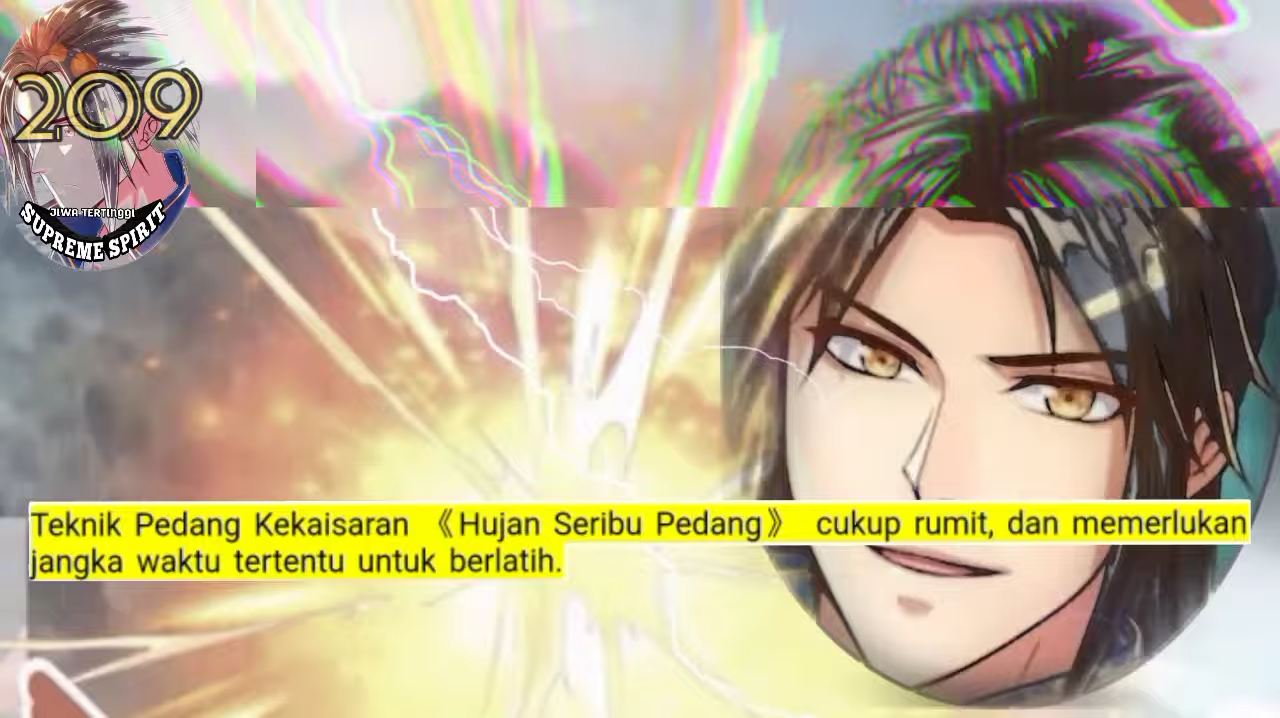 209
JIWA TERTINGGI
SUPREME SPIRIT
Teknik Pedang Kekaisaran 《Hujan Seribu Pedang》 cukup rumit, dan memerlukan
jangka waktu tertentu untuk berlatih.